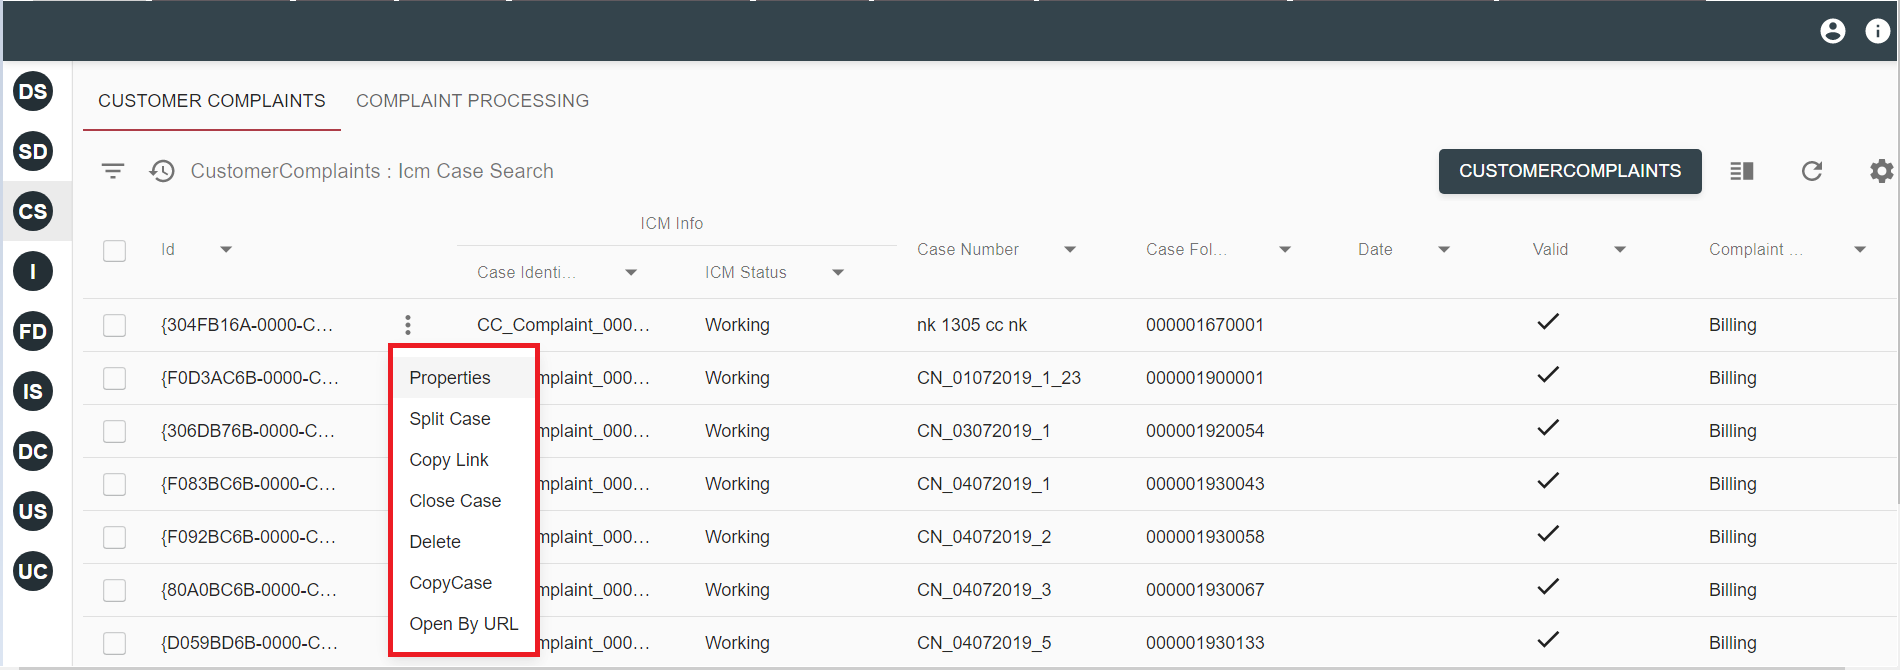 DS
SD
CS
I
FD
IS
DC
US
UC
CUSTOMER COMPLAINTS COMPLAINT PROCESSING
CustomerComplaints : Icm Case Search CUSTOMERCOMPLAINTS
ICM Info
Id Case Number Case Fol... Date Valid Complaint ...
Case Identi... ICM Status
{304FB16A-0000-C... CC_Complaint_000... Working nk 1305 cc nk 000001670001 Billing
{F0D3AC6B-0000-C... mplaint_000... Working CN_01072019_1_23 000001900001 Billing
{306DB76B-0000-C... mplaint_000... Working CN_03072019_1 000001920054 Billing
{F083BC6B-0000-C... mplaint_000... Working CN_04072019_1 000001930043 Billing
{F092BC6B-0000-C... mplaint_000... Working CN_04072019_2 000001930058 Billing
{80A0BC6B-0000-C... mplaint_000... Working CN_04072019_3 000001930067 Billing
{D059BD6B-0000-C... mplaint_000... Working CN_04072019_5 000001930133 Billing
Properties
Split Case
Copy Link
Close Case
Delete
CopyCase
Open By URL